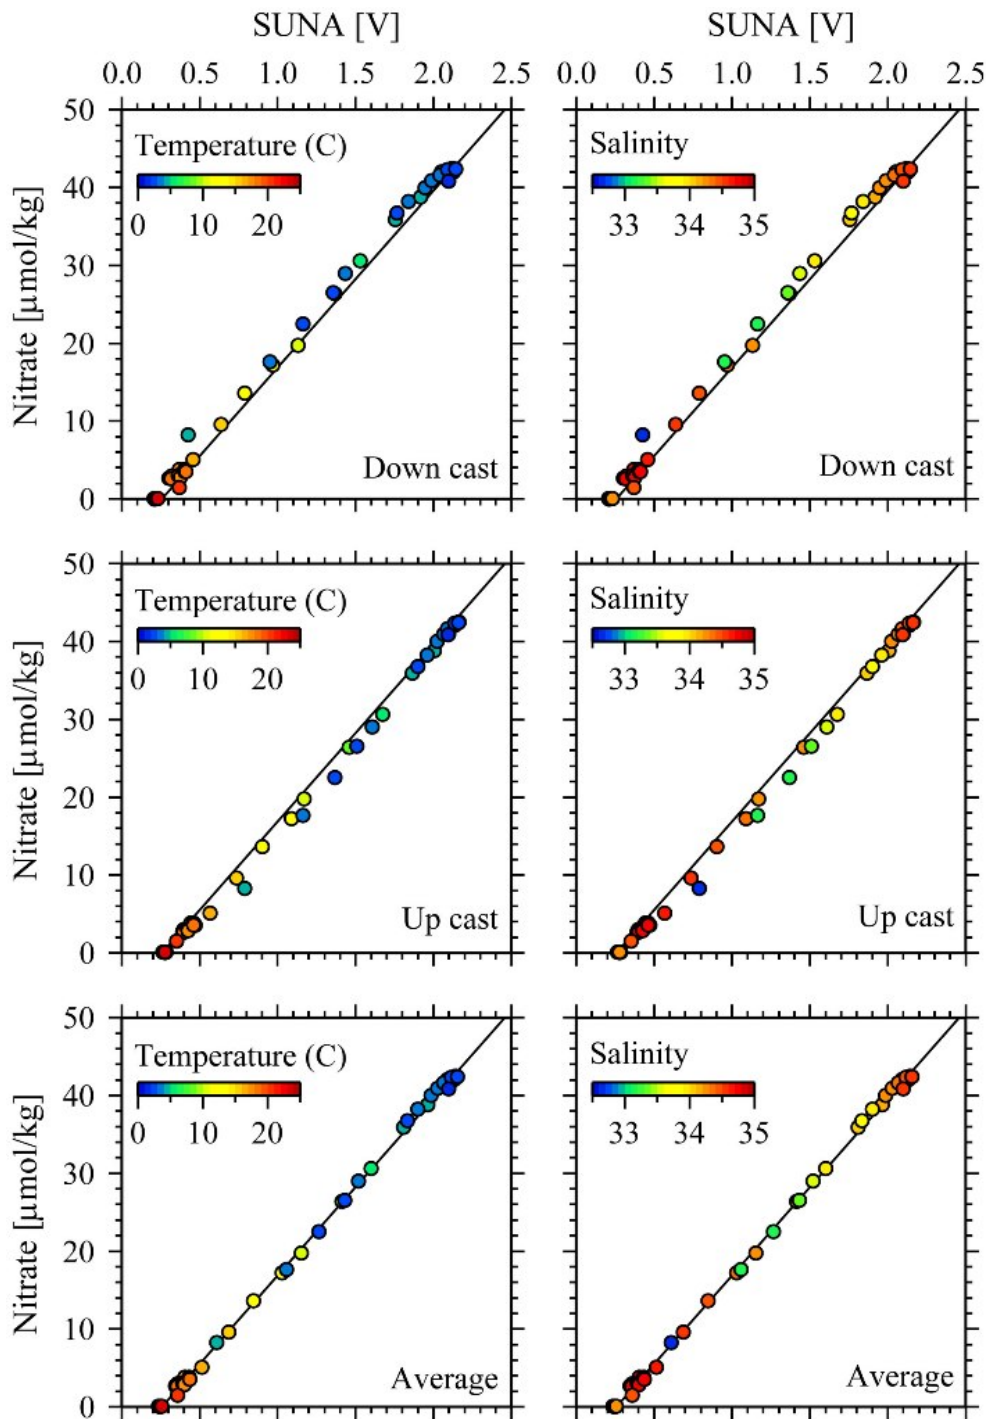 SUNA [V] SUNA [V]
0.0 0.5 1.0 1.5 2.0 2.5 0.0 0.5 1.0 1.5 2.0 2.5
50
40
30
20
10
0
Nitrate [µmol/kg]
Temperature (C)
0 10 20
Down cast
Salinity
33 34 35
Down cast
50
40
30
20
10
0
Nitrate [µmol/kg]
Temperature (C)
0 10 20
Up cast
Salinity
33 34 35
Up cast
50
40
30
20
10
0
Nitrate [µmol/kg]
Temperature (C)
0 10 20
Average
Salinity
33 34 35
Average